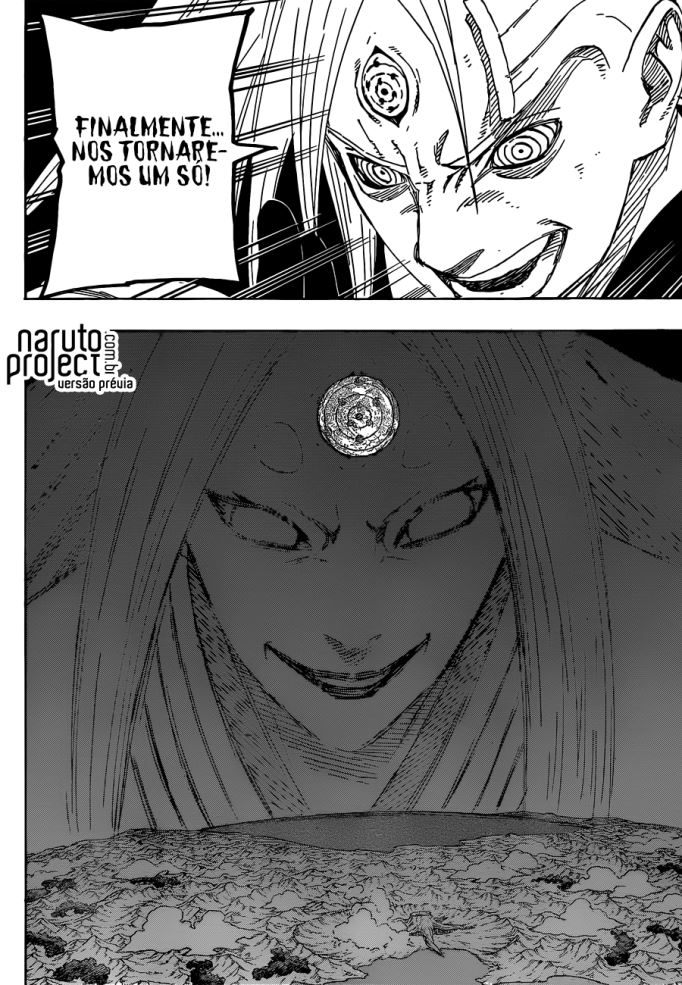 FINALMENTE...
NOS TORNARE-
MOS UM SÓ!
naruto
project
.com.br
versão prévia